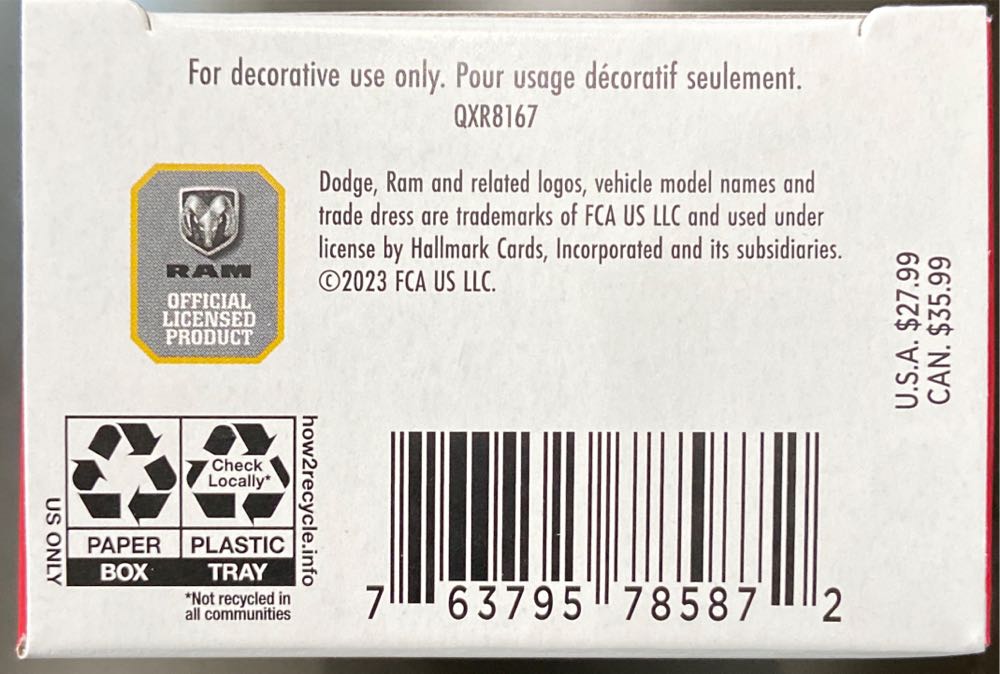 For decorative use only. Pour usage décoratif seulement.
QXR8167
RAM
OFFICIAL
LICENSED
PRODUCT
Dodge, Ram and related logos, vehicle model names and
trade dress are trademarks of FCA US LLC and used under
license by Hallmark Cards, Incorporated and its subsidiaries.
©2023 FCA US LLC.
U.S.A. $27.99
CAN. $35.99
US ONLY
Check
Locally*
PAPER
BOX
PLASTIC
TRAY
how2recycle.info
*Not recycled in
all communities
7 63795 78587 2